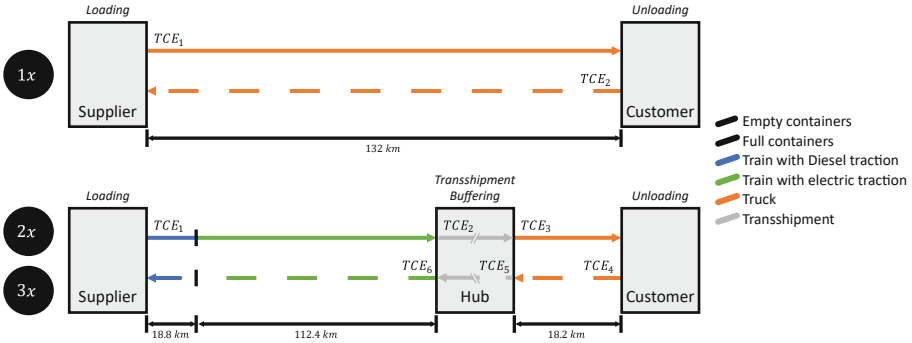 Loading
Unloading
TCE1
1x
TCE2
Supplier
Customer
132 km
Empty containers
Full containers
Train with Diesel traction
Train with electric traction
Truck
Transshipment
Loading
Transshipment
Buffering
Unloading
2x
TCE1
TCE2
TCE3
TCE6
TCE5
TCE4
3x
Supplier
Hub
Customer
18.8 km
112.4 km
18.2 km